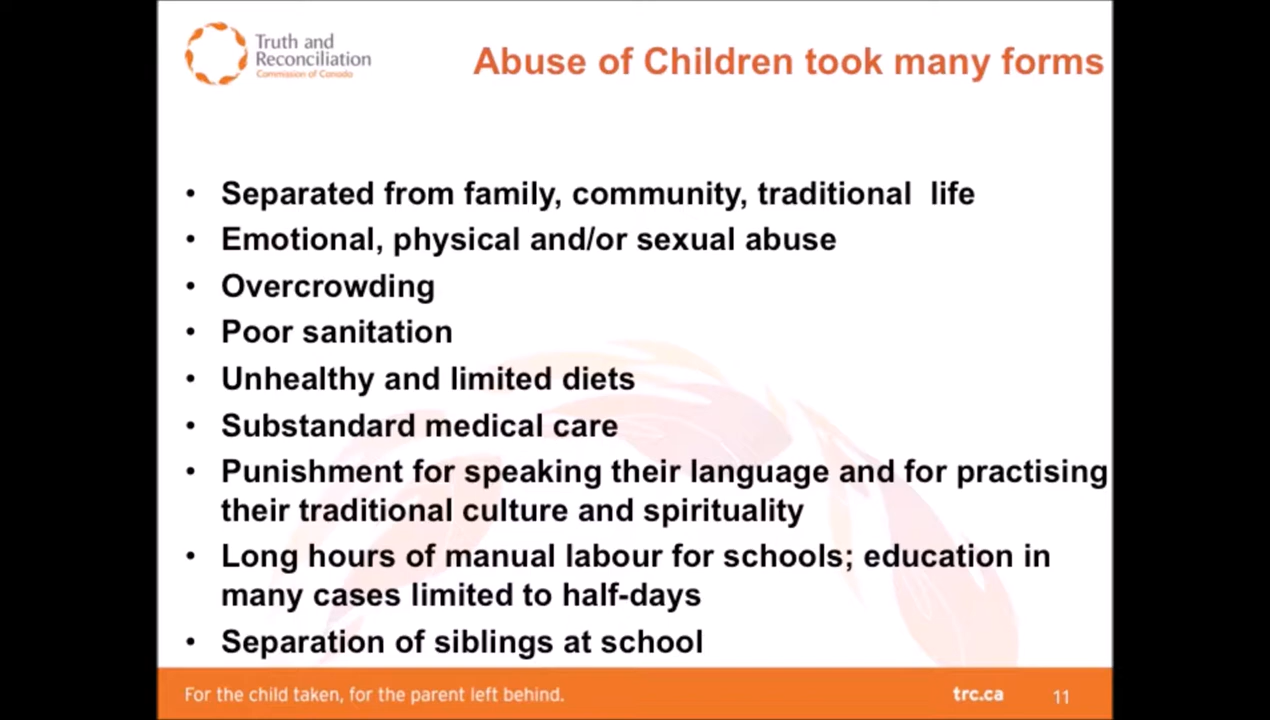 Truth and
Reconciliation
Commission of Canada
Abuse of Children took many forms
• Separated from family, community, traditional life
• Emotional, physical and/or sexual abuse
• Overcrowding
• Poor sanitation
• Unhealthy and limited diets
• Substandard medical care
• Punishment for speaking their language and for practising
their traditional culture and spirituality
• Long hours of manual labour for schools; education in
many cases limited to half-days
• Separation of siblings at school
For the child taken, for the parent left behind.
trc.ca
11